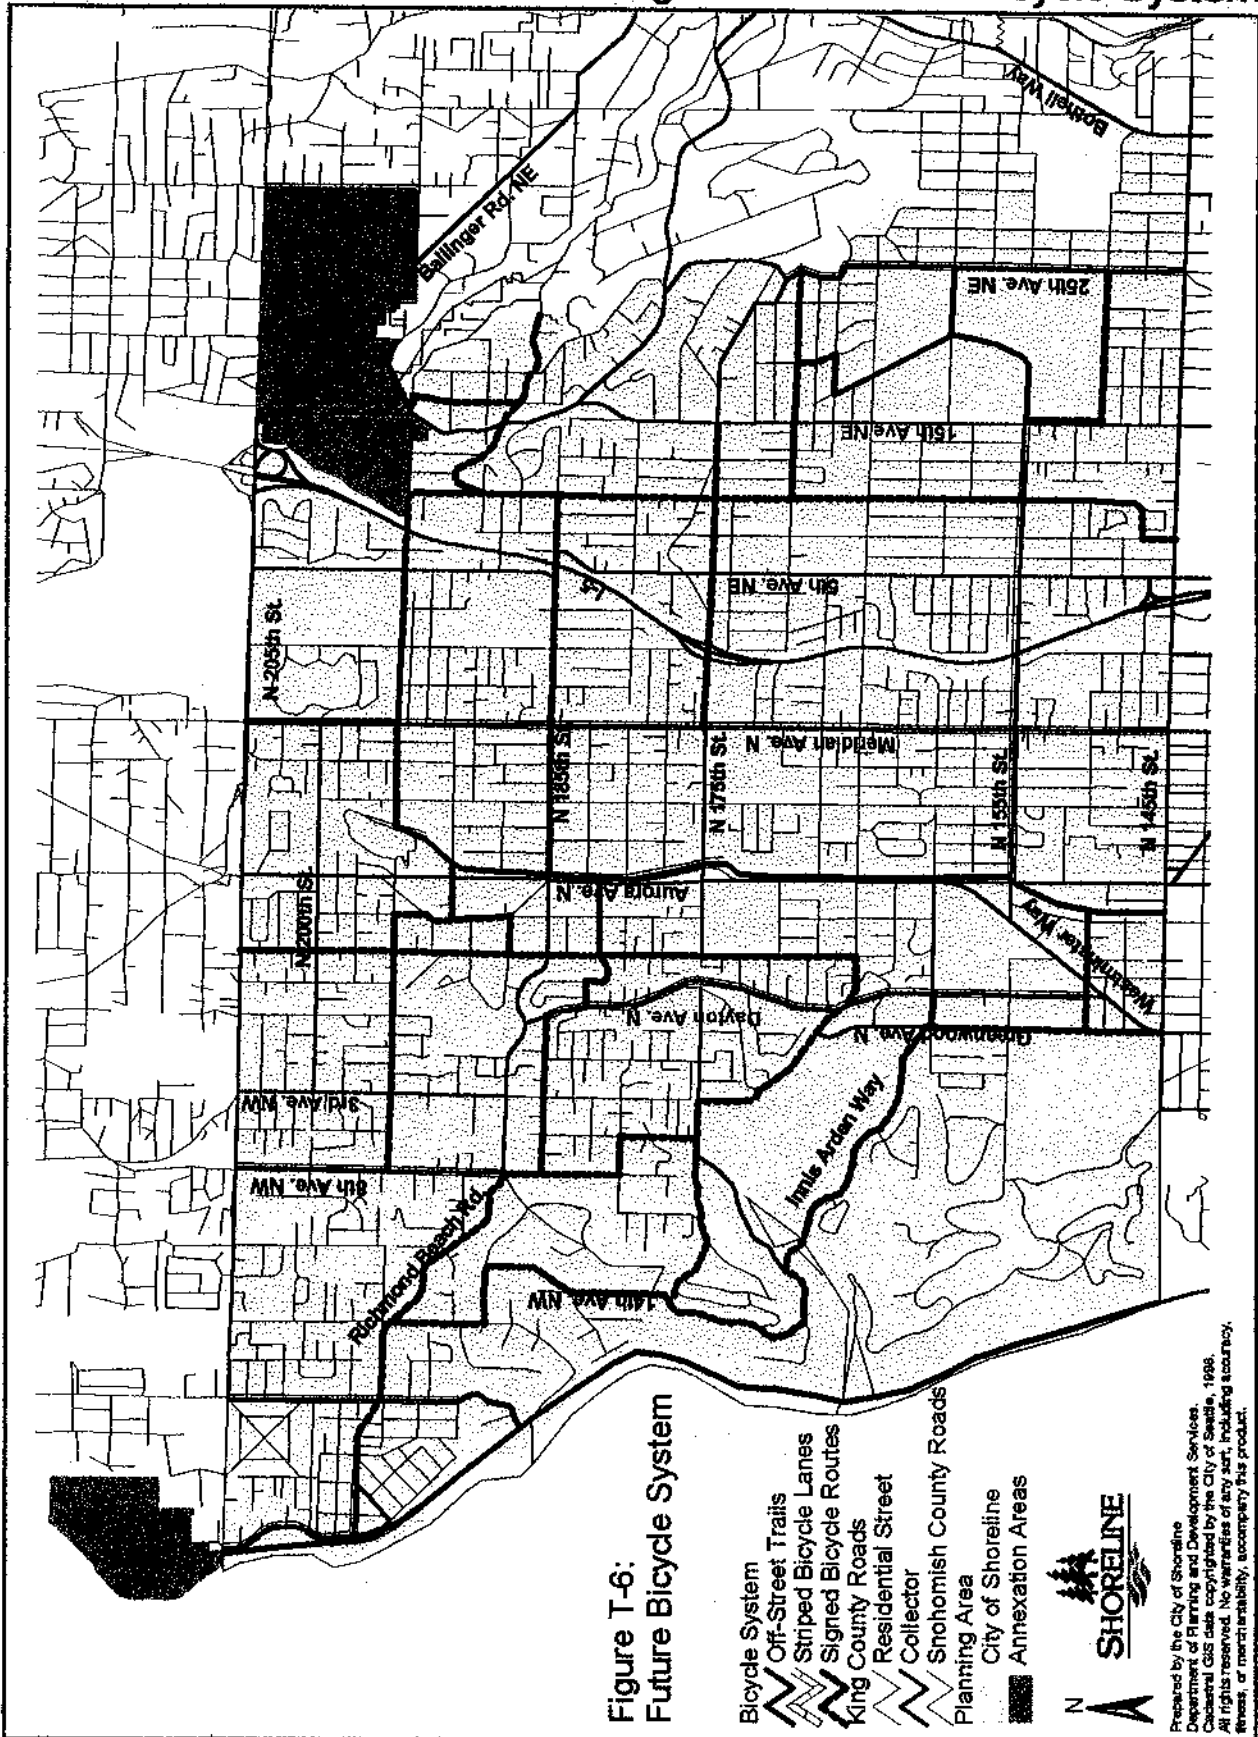 Figure T-6:
Future Bicycle System
Bicycle System
Off-Street Trails
Striped Bicycle Lanes
Signed Bicycle Routes
King County Roads
Residential Street
Collector
Snohomish County Roads
Planning Area
City of Shoreline
Annexation Areas
N
SHORELINE
Prepared by the City of Shoreline
Department of Planning and Development Services.
Cadastral GIS data copyrighted by the City of Seattle, 1998.
All rights reserved. No warranties of any sort, including accuracy,
fitness, or merchantability, accompany this product.
N 205th St.
N 200th St.
N 185th St.
N 175th St.
N 155th St.
N 145th St.
Richmond Beach Rd.
8th Ave. NW
3rd Ave. NW
14th Ave. NW
Innis Arden Way
Greenwood Ave. N
Dayton Ave. N
Westminster Way
Aurora Ave. N
Meridian Ave. N
I-5
5th Ave. NE
15th Ave NE
25th Ave. NE
Ballinger Rd. NE
Bothell Way